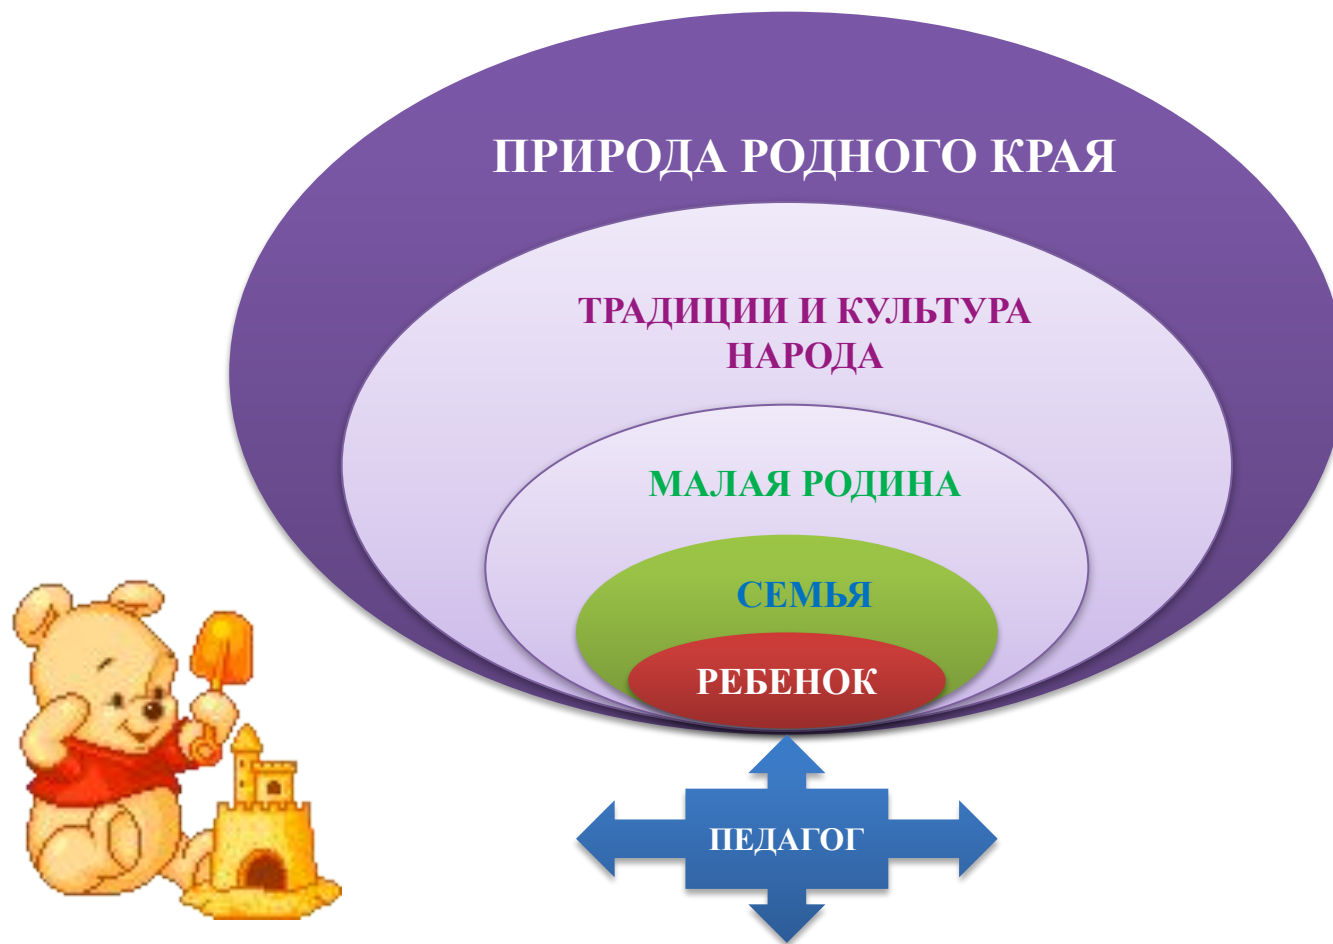 ПРИРОДА РОДНОГО КРАЯ
ТРАДИЦИИ И КУЛЬТУРА
НАРОДА
МАЛАЯ РОДИНА
СЕМЬЯ
РЕБЕНОК
ПЕДАГОГ